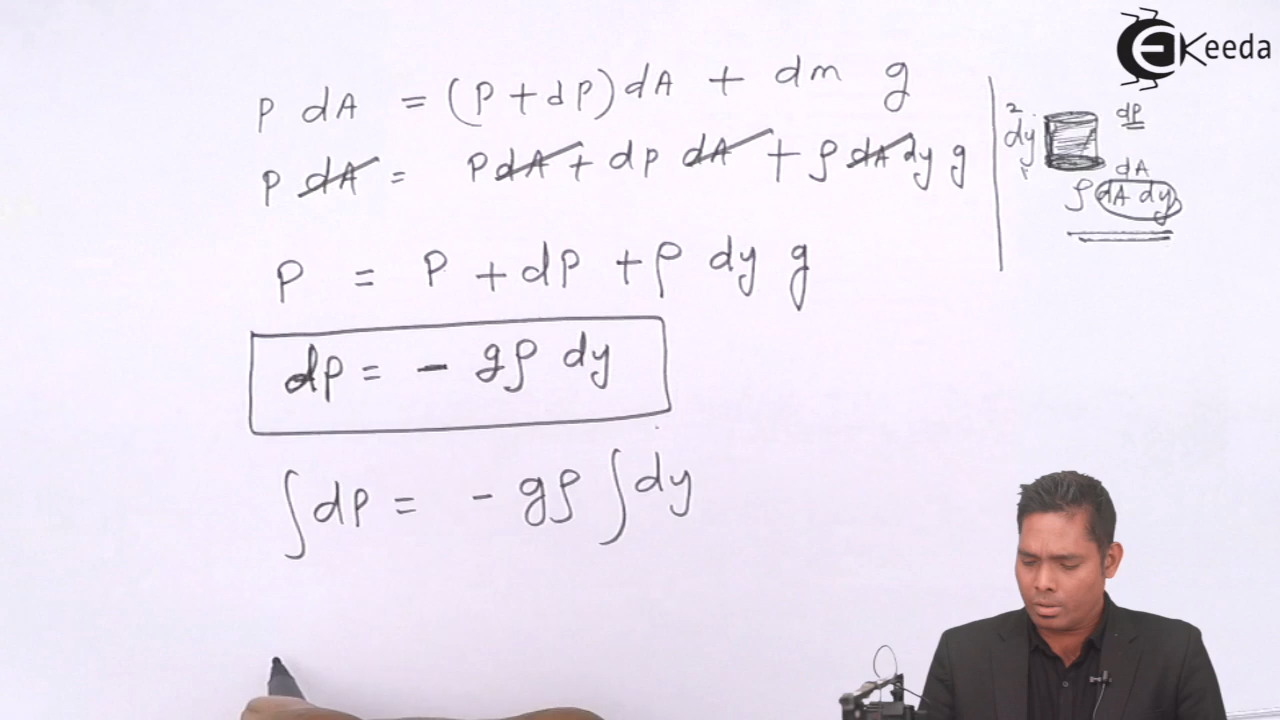 P dA = (P + dP) dA + dm g
P dA = P dA + dp dA + ρ dA dy g
P = P + dP + ρ dy g
dp = - gρ dy
∫ dp = - gρ ∫ dy
Keeda
dp
dy
dA
ρ dA dy